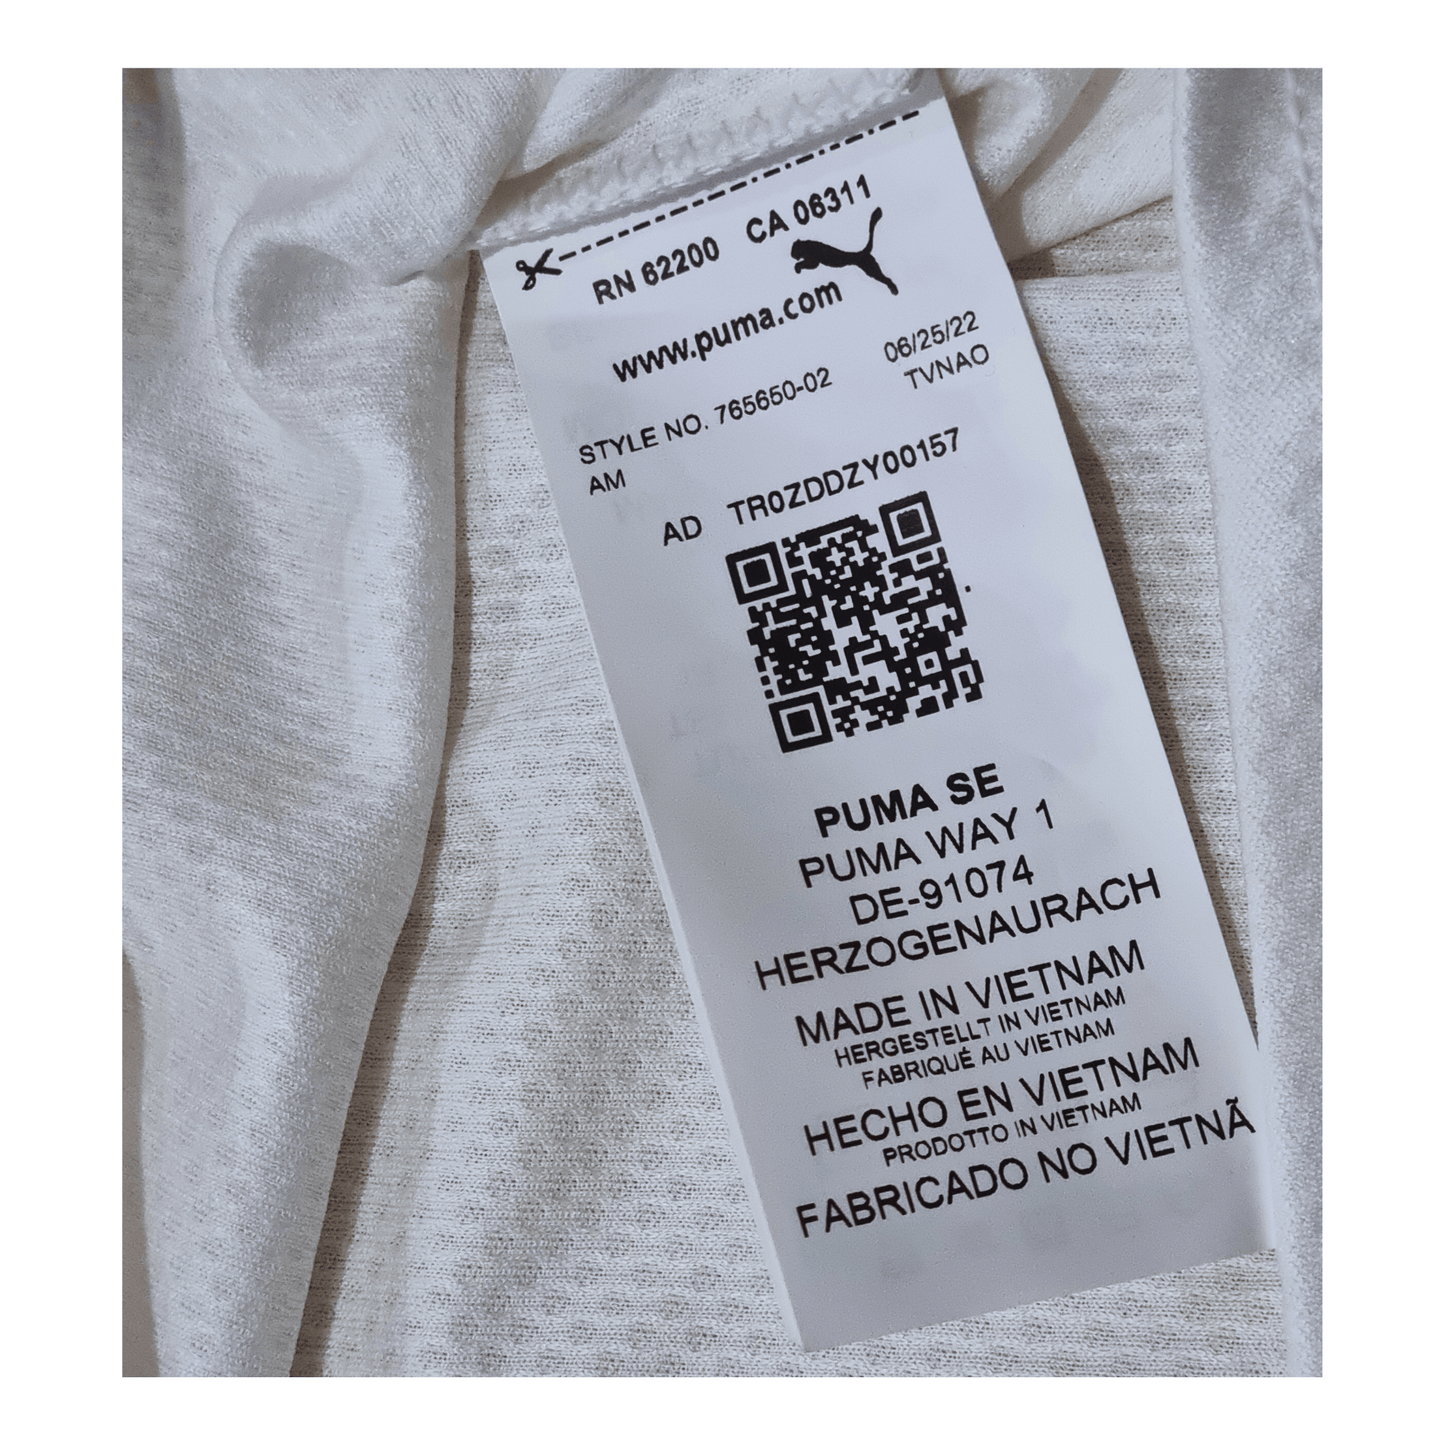 RN 62200 CA 06311
www.puma.com
STYLE NO. 765650-02 06/25/22
AM TVNAO
AD TR0ZDDZY00157
PUMA SE
PUMA WAY 1
DE-91074
HERZOGENAURACH
MADE IN VIETNAM
HERGESTELLT IN VIETNAM
FABRIQUÉ AU VIETNAM
HECHO EN VIETNAM
PRODOTTO IN VIETNAM
FABRICADO NO VIETNÃ